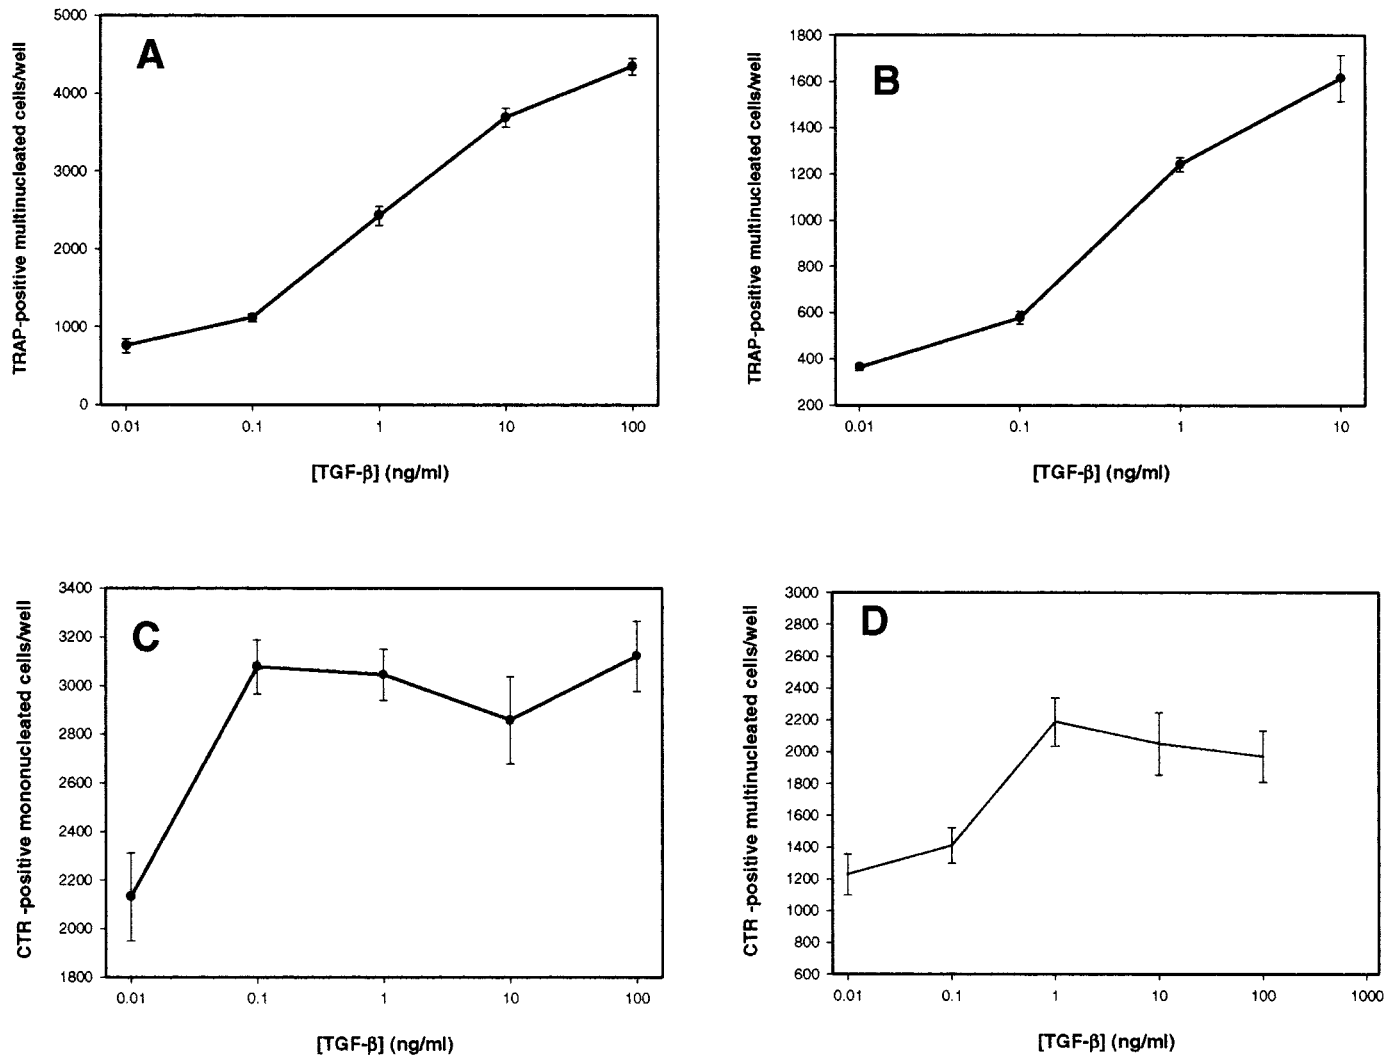 A
TRAP-positive multinucleated cells/well
5000
4000
3000
2000
1000
0
0.01 0.1 1 10 100
[TGF-β] (ng/ml)
B
TRAP-positive multinucleated cells/well
1800
1600
1400
1200
1000
800
600
400
200
0.01 0.1 1 10
[TGF-β] (ng/ml)
C
CTR -positive mononucleated cells/well
3400
3200
3000
2800
2600
2400
2200
2000
1800
0.01 0.1 1 10 100
[TGF-β] (ng/ml)
D
CTR -positive multinucleated cells/well
3000
2800
2600
2400
2200
2000
1800
1600
1400
1200
1000
800
600
0.01 0.1 1 10 100 1000
[TGF-β] (ng/ml)